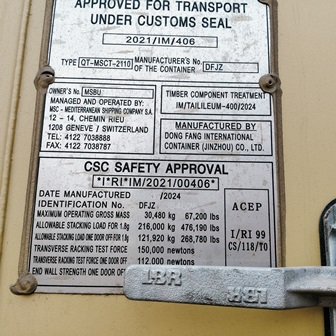 APPROVED FOR TRANSPORT
UNDER CUSTOMS SEAL
2021/IM/406
TYPE QT-MSCT-2110 MANUFACTURER'S No. OF THE CONTAINER DFJZ
OWNER'S No. MSBU
MANAGED AND OPERATED BY:
MSC - MEDITERRANEAN SHIPPING COMPANY S.A.
12 - 14, CHEMIN RIEU
1208 GENEVE / SWITZERLAND
TEL: 4122 7038888
FAX: 4122 7038787
TIMBER COMPONENT TREATMENT
IM/TAILILEUM-400/2024
MANUFACTURED BY
DONG FANG INTERNATIONAL
CONTAINER (JINZHOU) CO., LTD.
CSC SAFETY APPROVAL
*I*RI*IM/2021/00406*
DATE MANUFACTURED /2024
IDENTIFICATION No. DFJZ
MAXIMUM OPERATING GROSS MASS 30,480 kg 67,200 lbs
ALLOWABLE STACKING LOAD FOR 1.8g 216,000 kg 476,190 lbs
ALLOWABLE STACKING LOAD ONE DOOR OFF FOR 1.8g 121,920 kg 268,780 lbs
TRANSVERSE RACKING TEST FORCE 150,000 newtons
TRANSVERSE RACKING TEST FORCE ONE DOOR OFF 112,000 newtons
END WALL STRENGTH ONE DOOR OFF
ACEP
I/RI 99
CS/118/TO
LBR
LBR